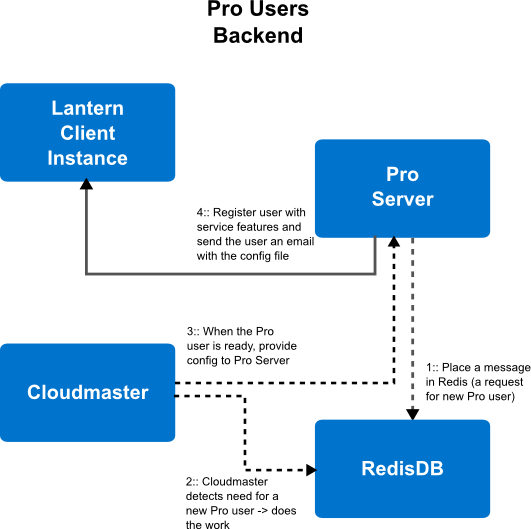 Pro Users
Backend
Lantern
Client
Instance
Pro
Server
4:: Register user with
service features and
send the user an email
with the config file
3:: When the Pro
user is ready, provide
config to Pro Server
1:: Place a message
in Redis (a request
for new Pro user)
Cloudmaster
RedisDB
2:: Cloudmaster
detects need for a
new Pro user -> does
the work